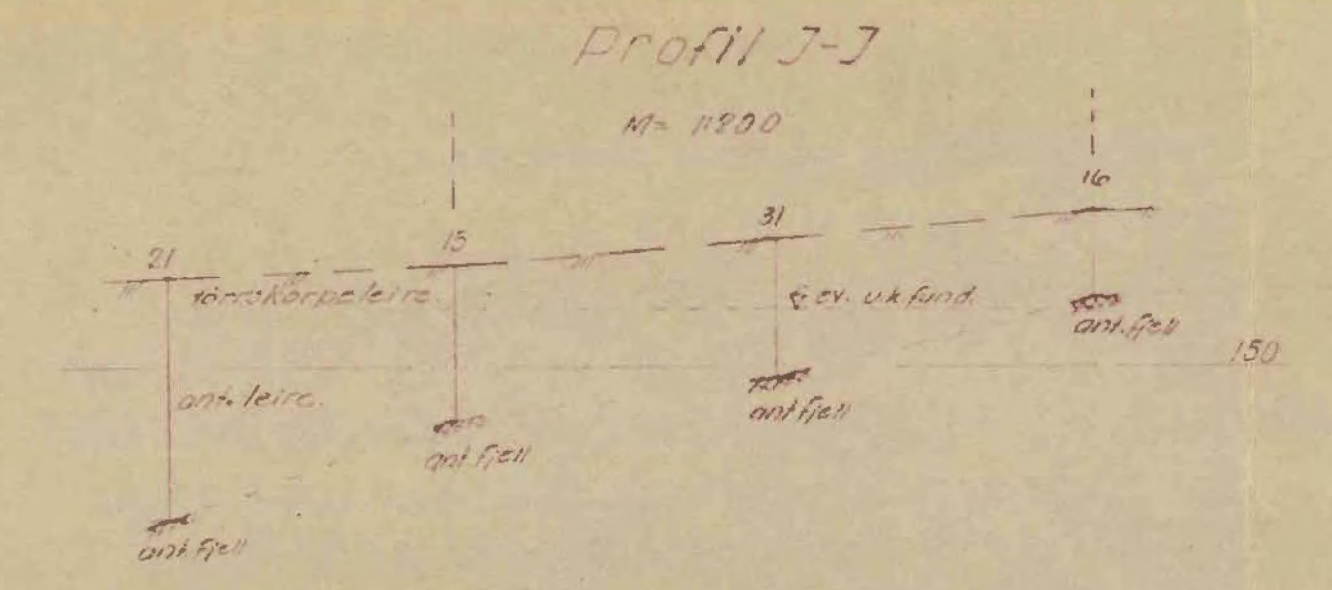 Profil J-J
M= 1:200
16
31
15
21
tørrskorpeleire.
ev. u.k fund.
ant. fjell
150
ant. leire.
ant fjell
ant. fjell
ant. fjell